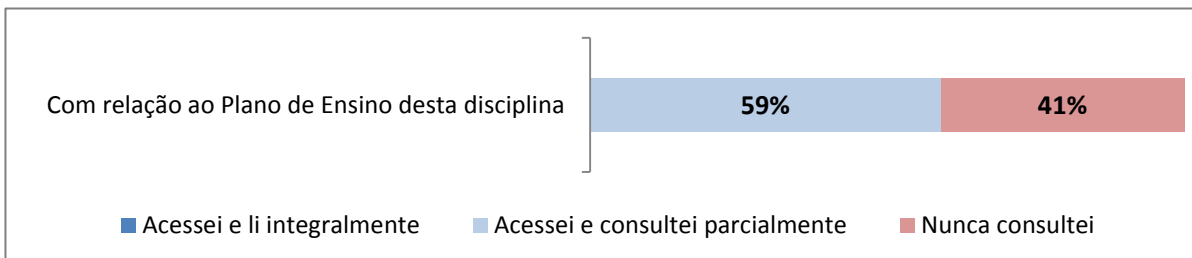 Com relação ao Plano de Ensino desta disciplina
59%
41%
Acessei e li integralmente
Acessei e consultei parcialmente
Nunca consultei